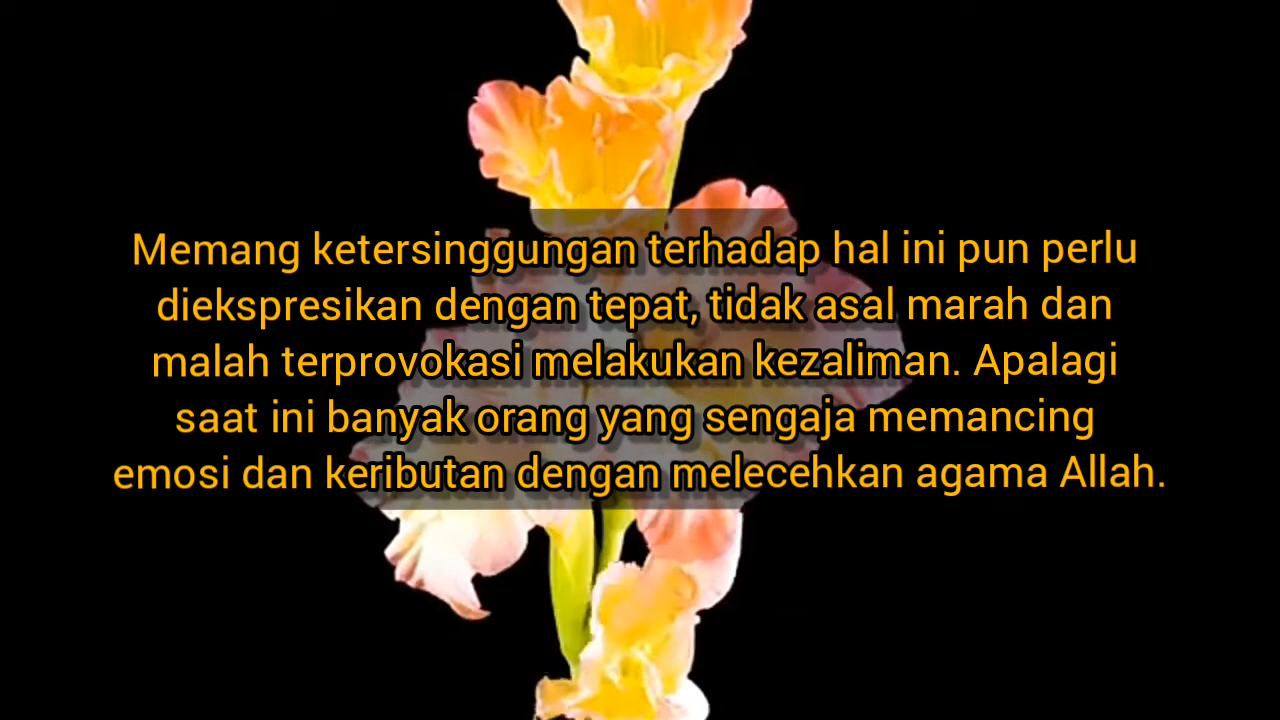 Memang ketersinggungan terhadap hal ini pun perlu
diekspresikan dengan tepat, tidak asal marah dan
malah terprovokasi melakukan kezaliman. Apalagi
saat ini banyak orang yang sengaja memancing
emosi dan keributan dengan melecehkan agama Allah.